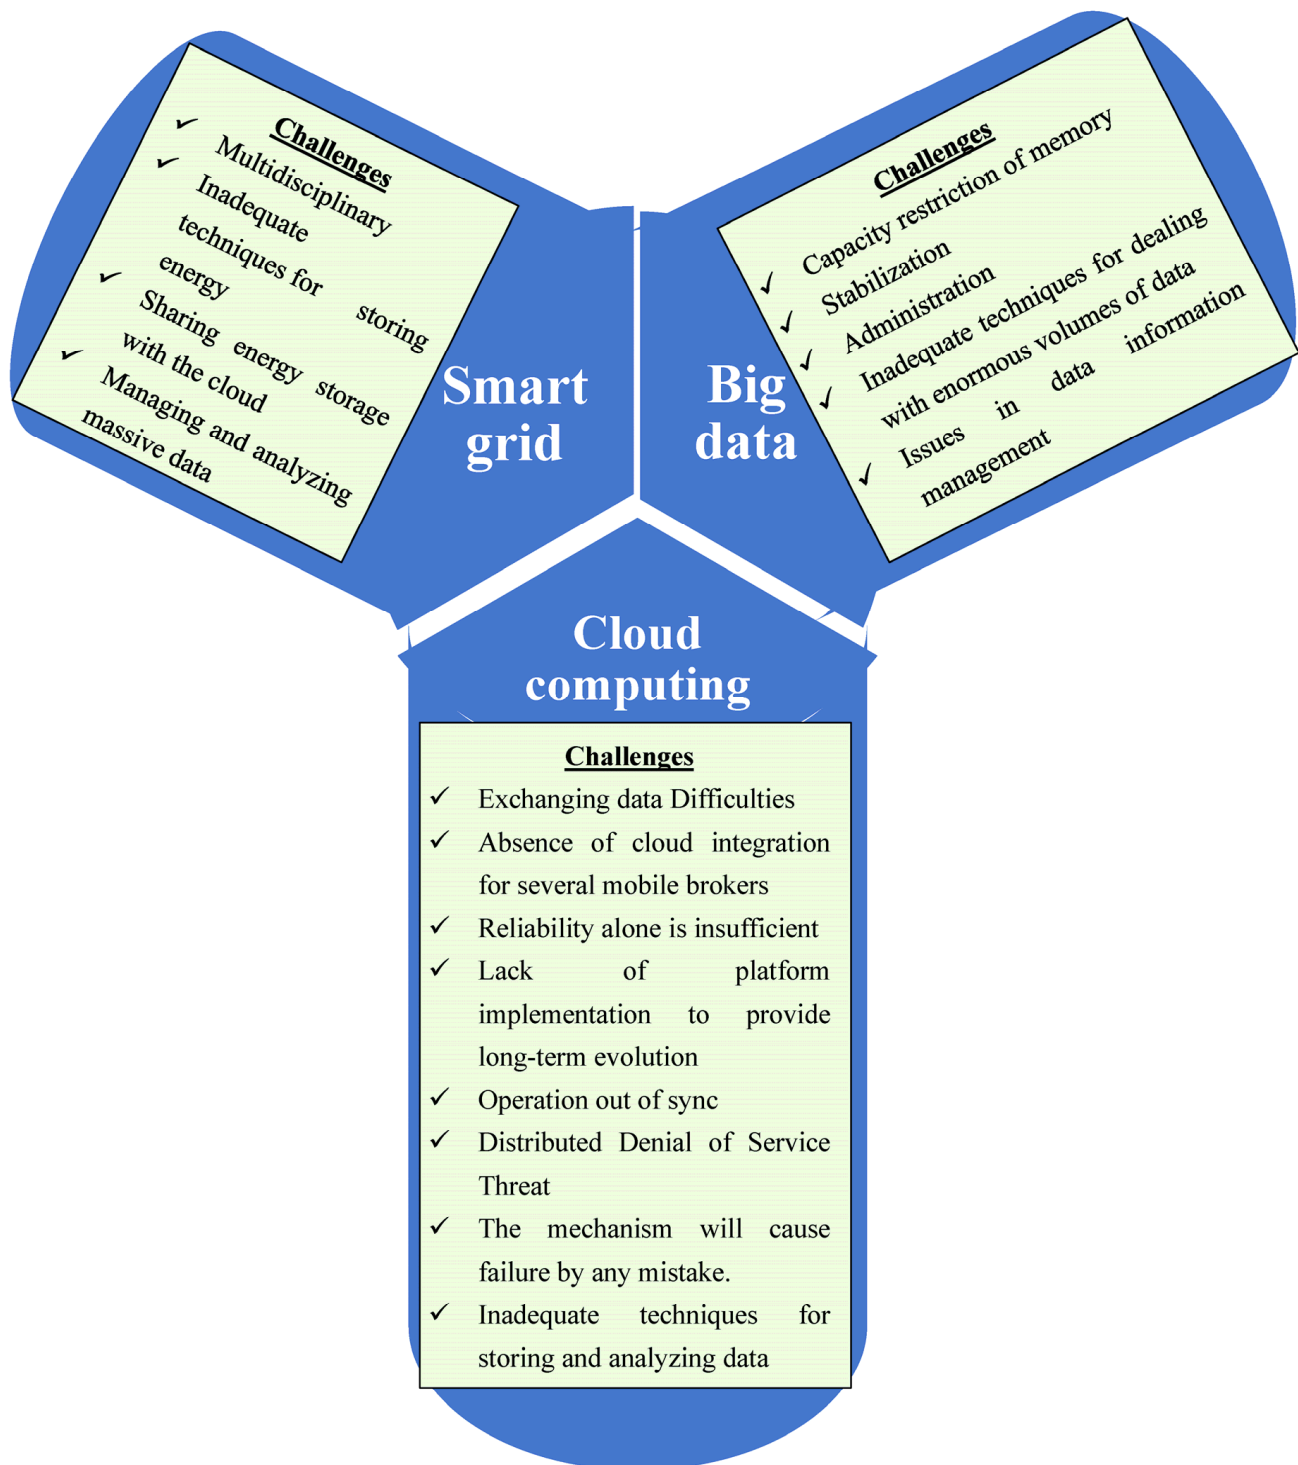 Challenges
Multidisciplinary
Inadequate
techniques for storing
energy
Sharing energy storage
with the cloud
Managing and analyzing
massive data
Smart
grid
Challenges
Capacity restriction of memory
Stabilization
Administration
Inadequate techniques for dealing
with enormous volumes of data
Issues in data information
management
Big
data
Cloud
computing
Challenges
Exchanging data Difficulties
Absence of cloud integration
for several mobile brokers
Reliability alone is insufficient
Lack of platform
implementation to provide
long-term evolution
Operation out of sync
Distributed Denial of Service
Threat
The mechanism will cause
failure by any mistake.
Inadequate techniques for
storing and analyzing data